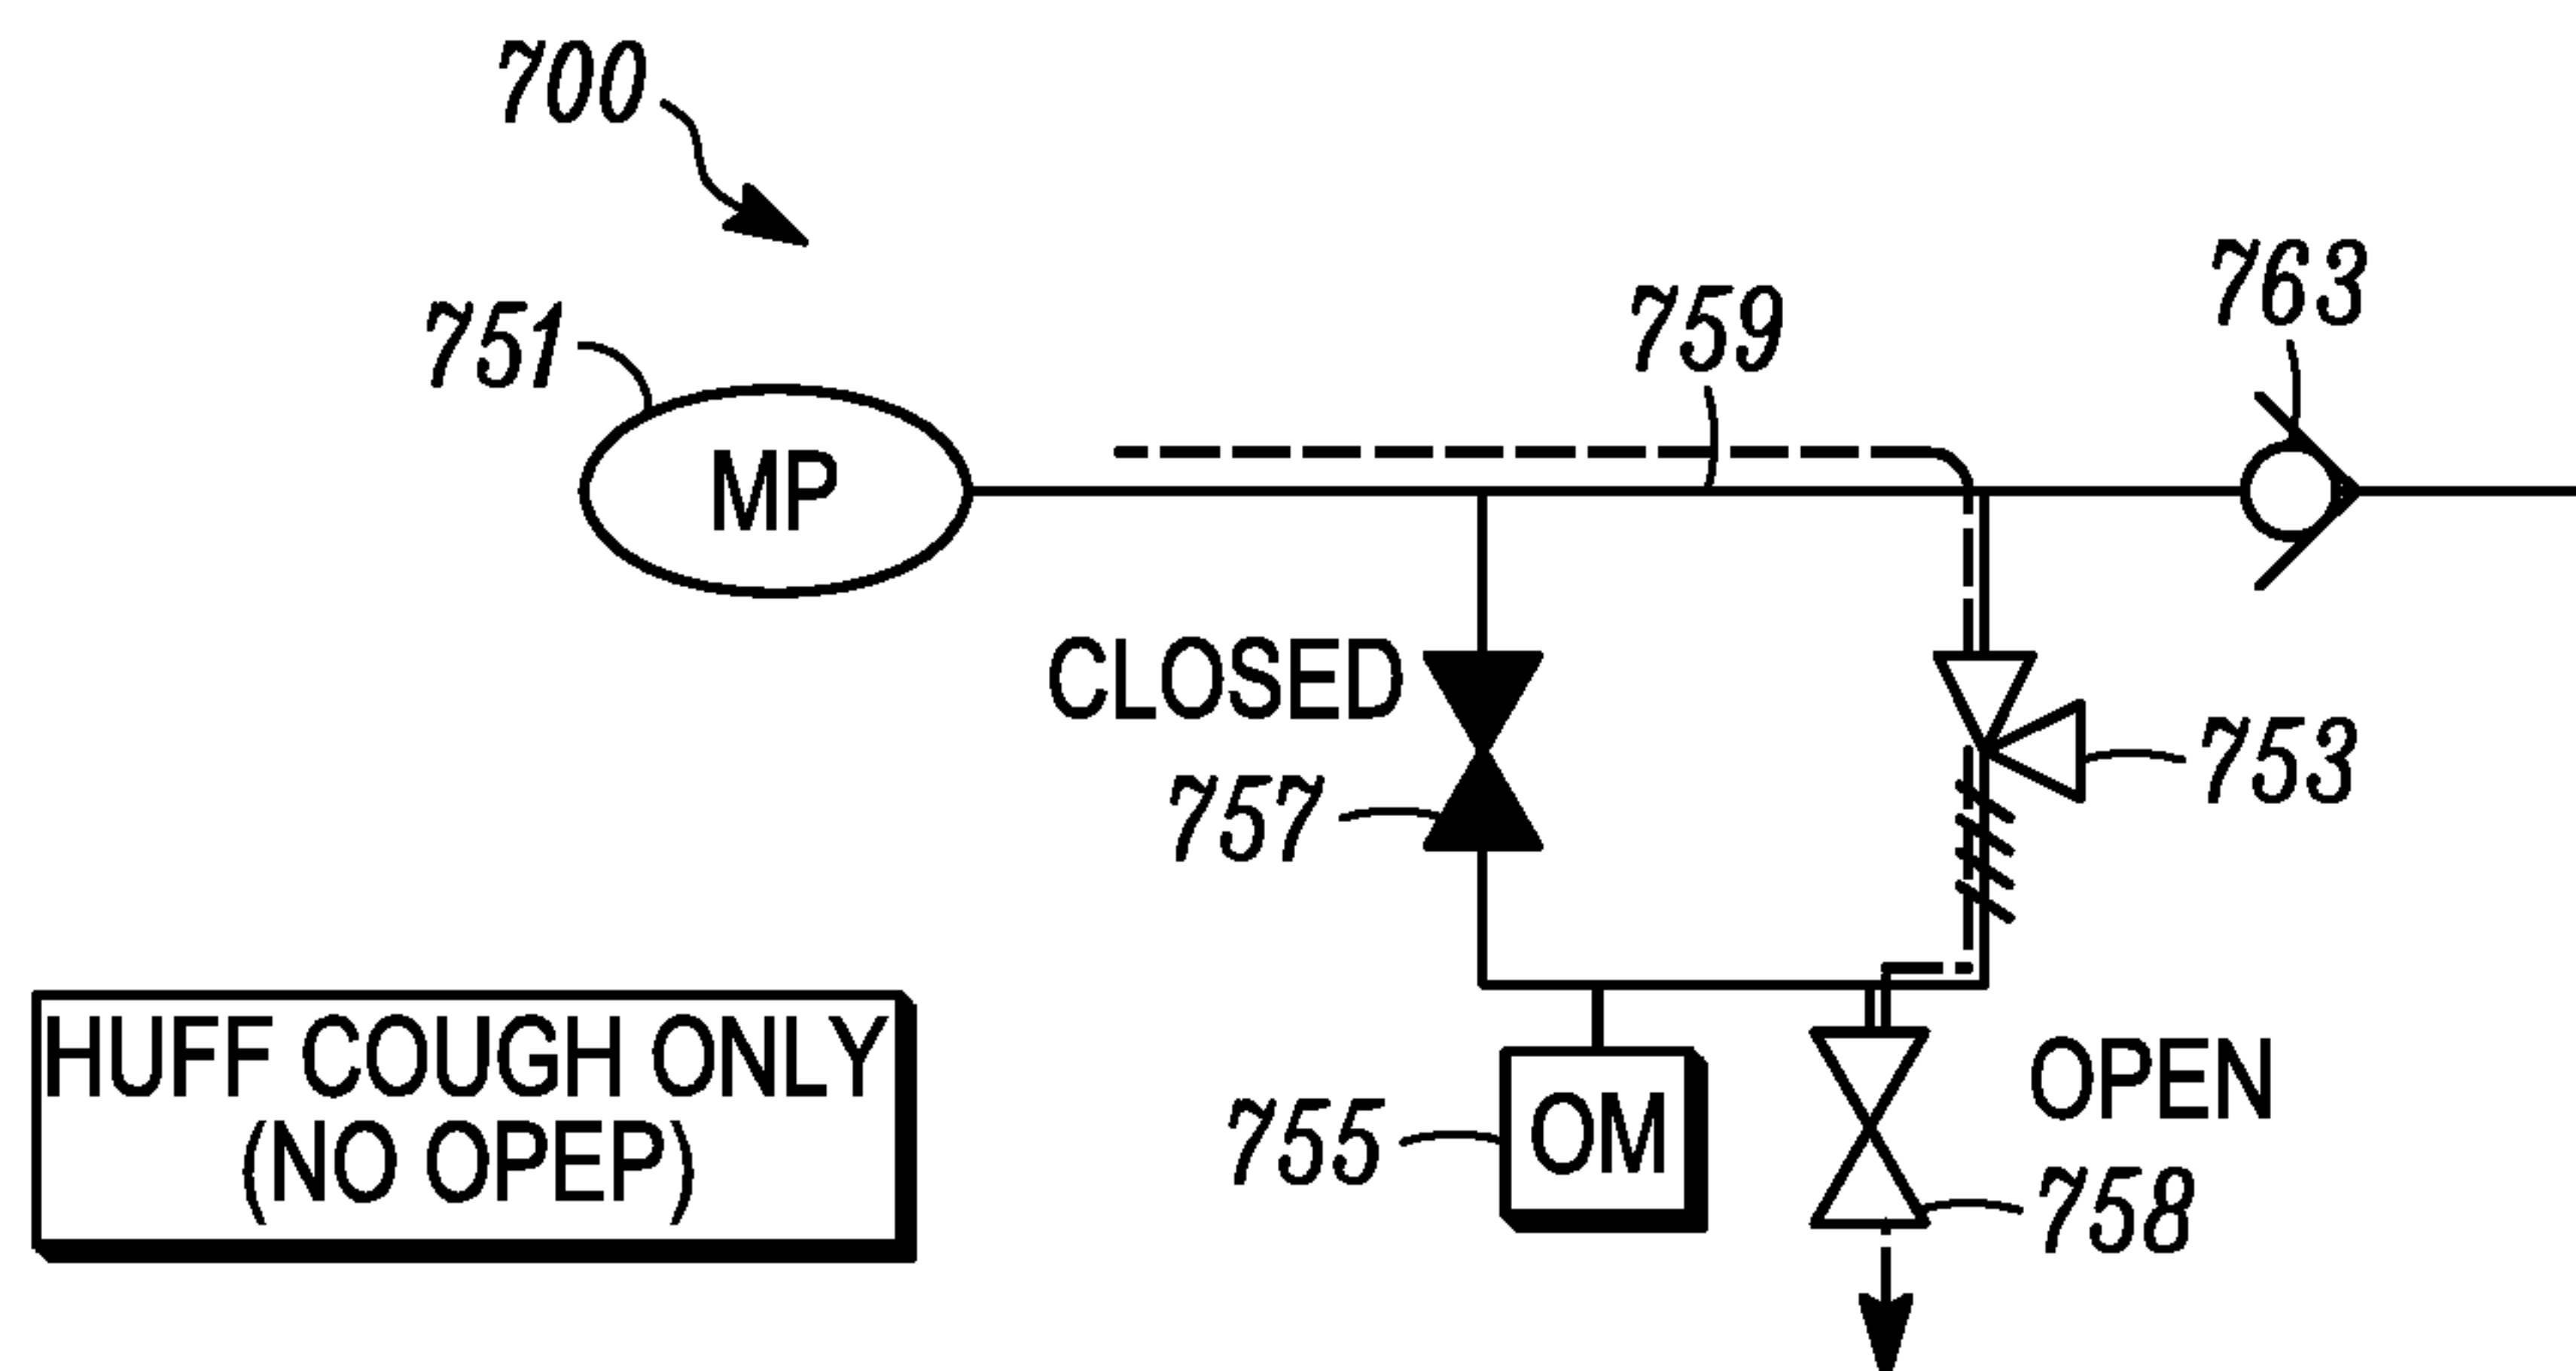 700
751
MP
759
763
CLOSED
757
753
HUFF COUGH ONLY
(NO OPEP)
755
OM
OPEN
758